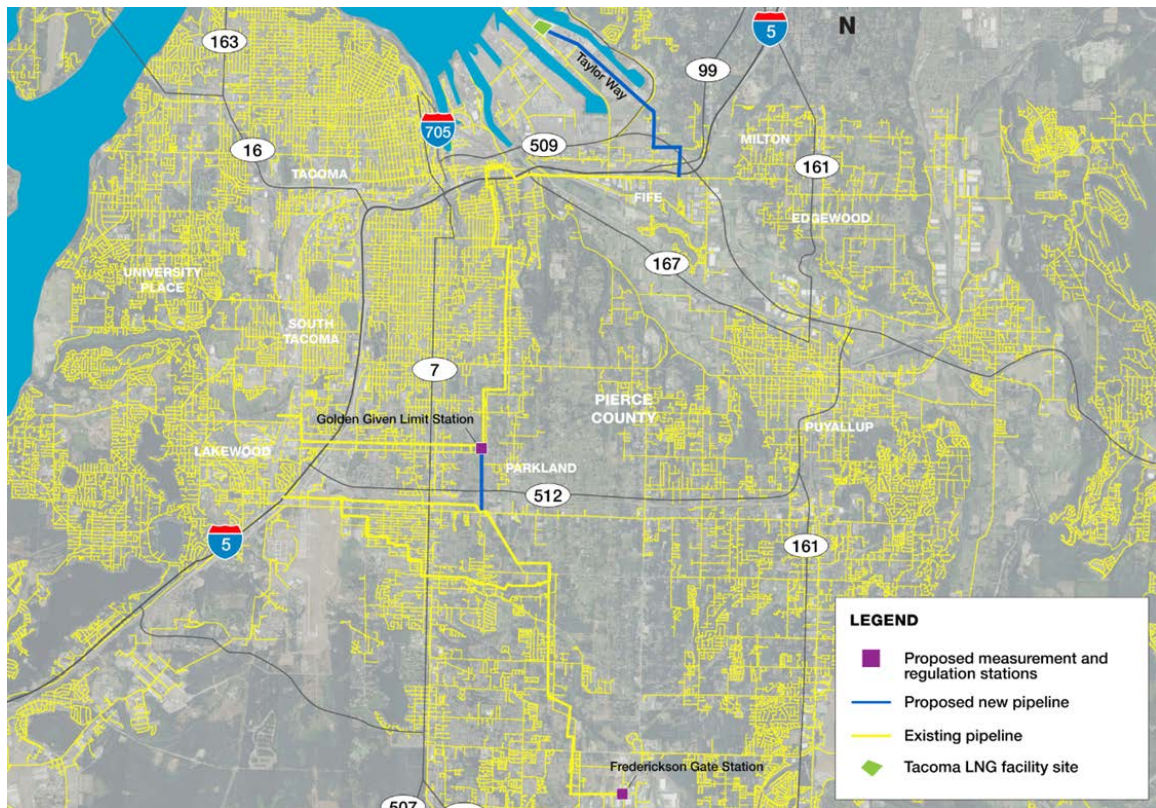 163
5
N
99
Taylor Way
705
509
MILTON
16
161
TACOMA
FIFE
EDGEWOOD
167
UNIVERSITY
PLACE
SOUTH
TACOMA
7
PIERCE
COUNTY
Golden Given Limit Station
PUYALLUP
LAKEWOOD
PARKLAND
512
5
161
LEGEND
Proposed measurement and
regulation stations
Proposed new pipeline
Existing pipeline
Tacoma LNG facility site
Frederickson Gate Station
507